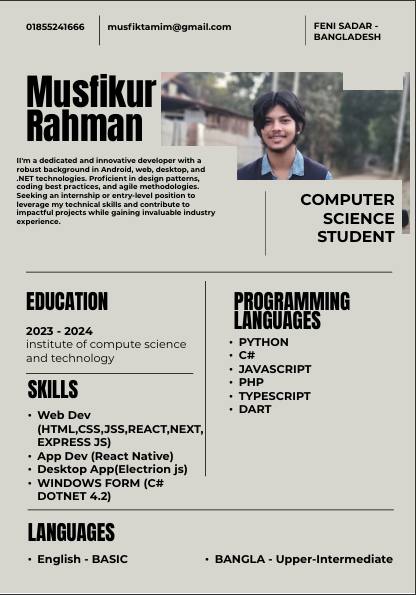 01855241666
musfiktamim@gmail.com
FENI SADAR -
BANGLADESH
Musfikur
Rahman
II'm a dedicated and innovative developer with a
robust background in Android, web, desktop, and
.NET technologies. Proficient in design patterns,
coding best practices, and agile methodologies.
Seeking an internship or entry-level position to
leverage my technical skills and contribute to
impactful projects while gaining invaluable industry
experience.
COMPUTER
SCIENCE
STUDENT
EDUCATION
2023 - 2024
institute of compute science
and technology
SKILLS
• Web Dev
(HTML,CSS,JSS,REACT,NEXT,
EXPRESS JS)
• App Dev (React Native)
• Desktop App(Electrion js)
• WINDOWS FORM (C#
DOTNET 4.2)
PROGRAMMING
LANGUAGES
• PYTHON
• C#
• JAVASCRIPT
• PHP
• TYPESCRIPT
• DART
LANGUAGES
• English - BASIC
• BANGLA - Upper-Intermediate